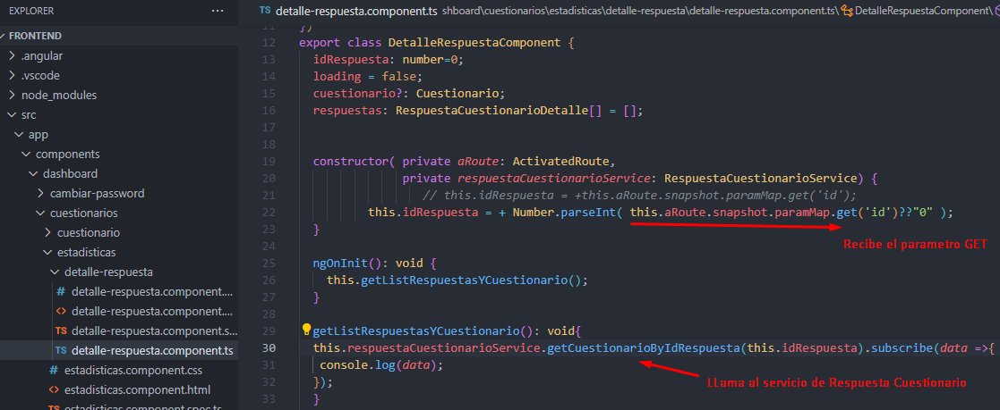 EXPLORER ···
FRONTEND
.angular
.vscode
node_modules
src
app
components
dashboard
cambiar-password
cuestionarios
cuestionario
estadisticas
detalle-respuesta
# detalle-respuesta.component....
<> detalle-respuesta.component....
TS detalle-respuesta.component.s...
TS detalle-respuesta.component.ts
# estadisticas.component.css
<> estadisticas.component.html
TS estadisticas.component.spec.ts
TS detalle-respuesta.component.ts shboard\cuestionarios\estadisticas\detalle-respuesta\detalle-respuesta.component.ts\ DetalleRespuestaComponent\
11 })
12 export class DetalleRespuestaComponent {
13 idRespuesta: number=0;
14 loading = false;
15 cuestionario?: Cuestionario;
16 respuestas: RespuestaCuestionarioDetalle[] = [];
17
18
19 constructor( private aRoute: ActivatedRoute,
20 private respuestaCuestionarioService: RespuestaCuestionarioService) {
21 // this.idRespuesta = +this.aRoute.snapshot.paramMap.get('id');
22 this.idRespuesta = + Number.parseInt( this.aRoute.snapshot.paramMap.get('id')??"0" );
23 }
Recibe el parametro GET
24
25 ngOnInit(): void {
26 this.getListRespuestasYCuestionario();
27 }
28
29 getListRespuestasYCuestionario(): void{
30 this.respuestaCuestionarioService.getCuestionarioByIdRespuesta(this.idRespuesta).subscribe(data =>{
31 console.log(data);
32 });
LLama al servicio de Respuesta Cuestionario
33 }